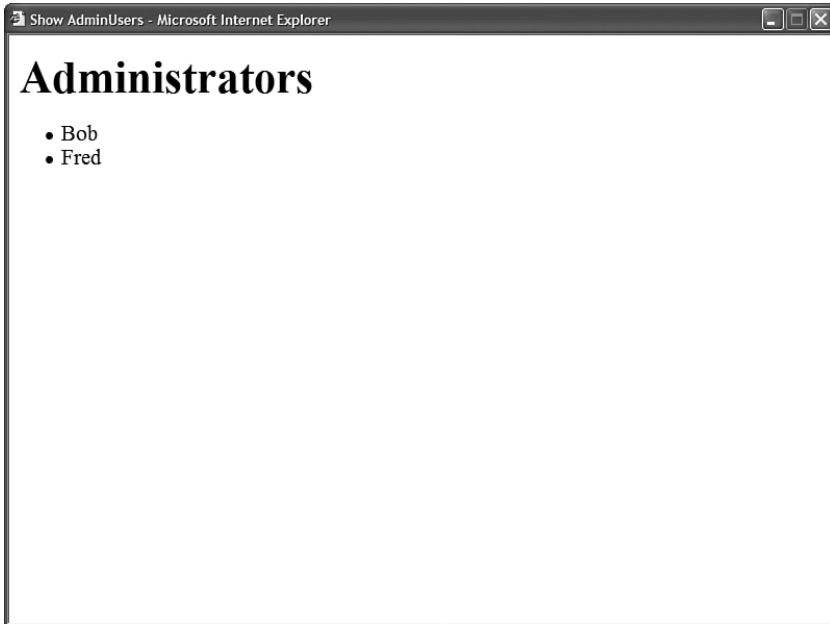 Show AdminUsers - Microsoft Internet Explorer
Administrators
• Bob
• Fred